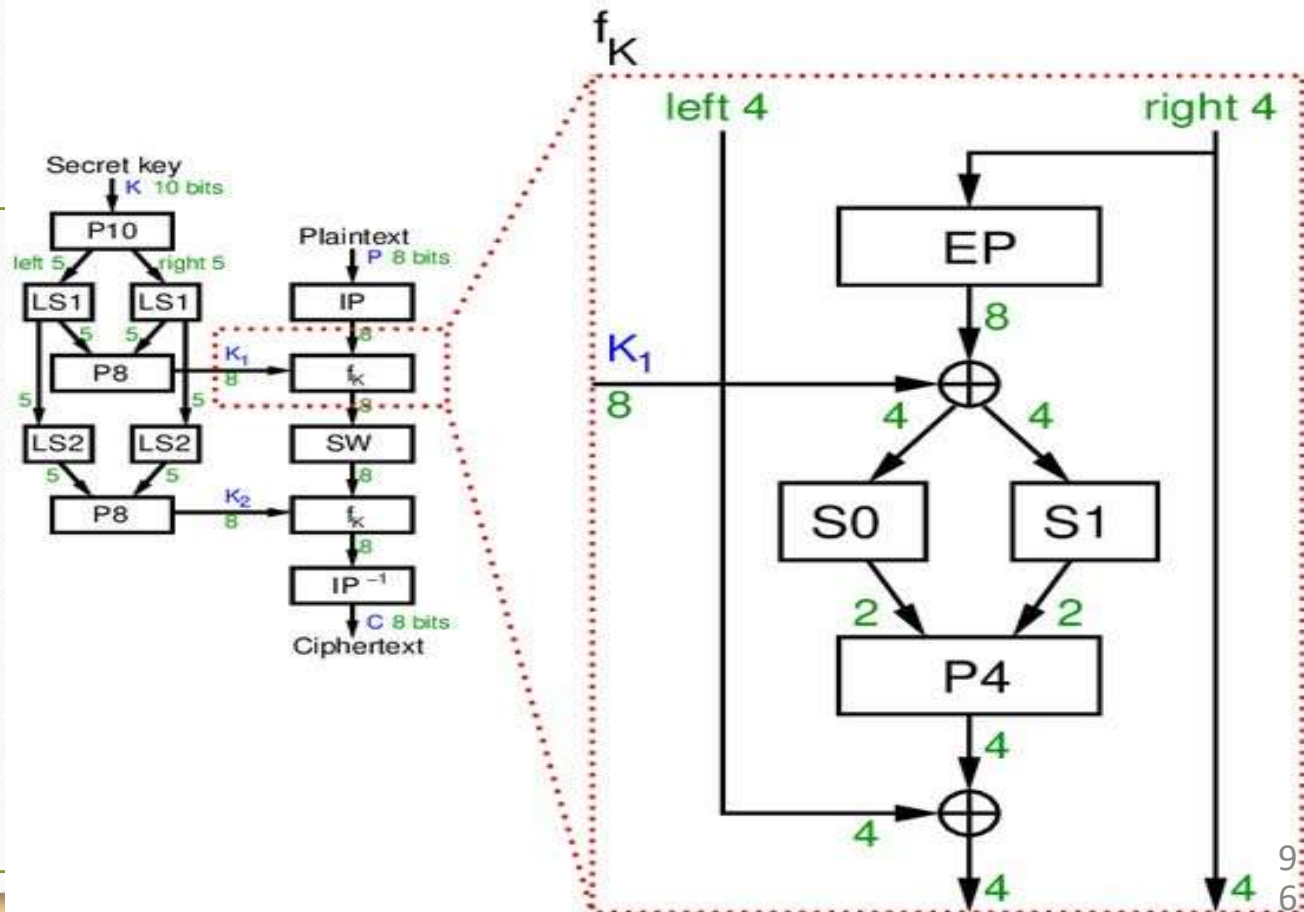 f
K
left 4 right 4
Secret key
K 10 bits
P10
left 5 right 5
LS1 LS1
5 5
P8
K1
8
5 5
LS2 LS2
5 5
P8
K2
8
Plaintext
P 8 bits
IP
8
fK
8
SW
8
fK
8
IP −1
C 8 bits
Ciphertext
EP
8
K1
8
4 4
S0 S1
2 2
P4
4
4
4 4
9
6